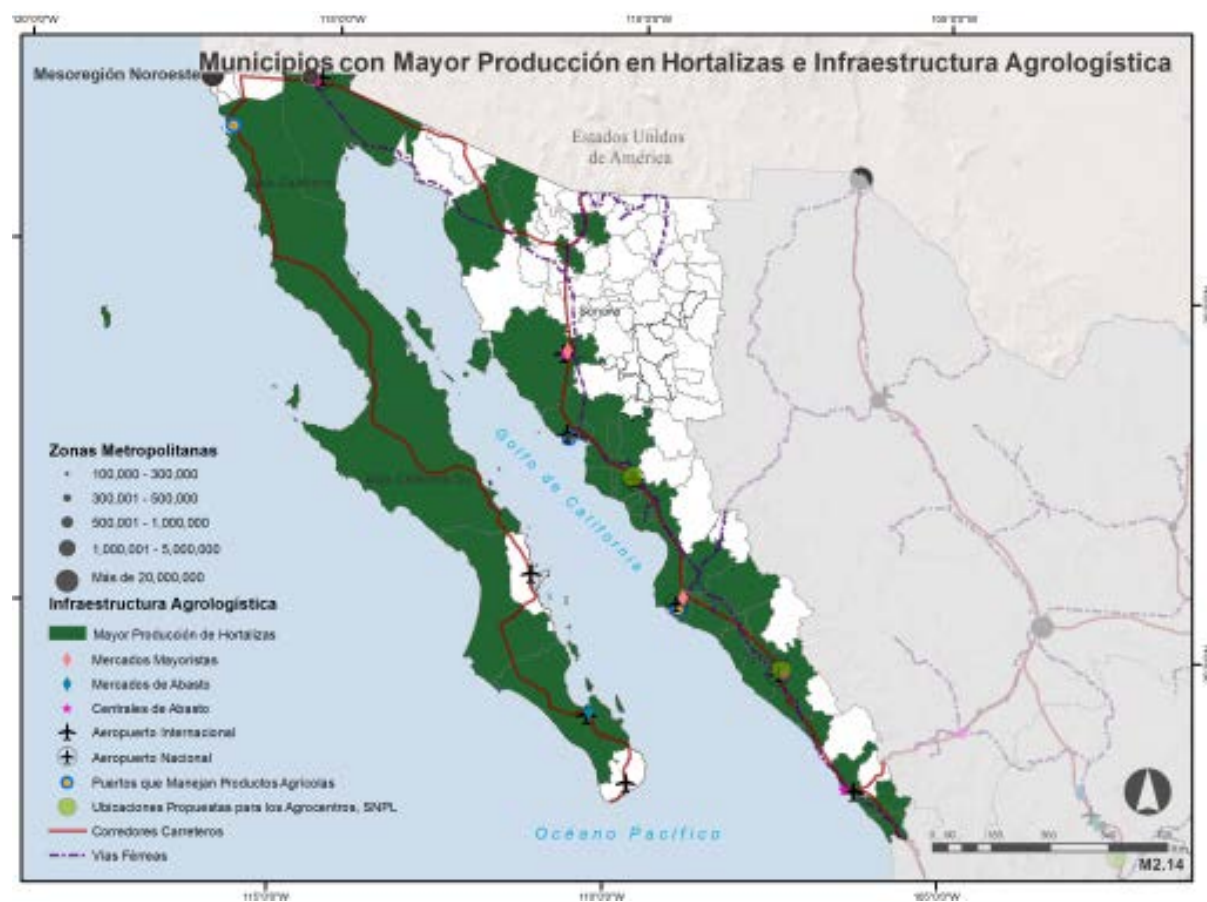 Municipios con Mayor Producción en Hortalizas e Infraestructura Agrologística
Mesoregión Noroeste
Estados Unidos
de América
Sonora
Golfo de California
Océano Pacífico
Zonas Metropolitanas
100,000 - 300,000
300,001 - 500,000
500,001 - 1,000,000
1,000,001 - 5,000,000
Más de 20,000,000
Infraestructura Agrologística
Mayor Producción de Hortalizas
Mercados Mayoristas
Mercados de Abasto
Centrales de Abasto
Aeropuerto Internacional
Aeropuerto Nacional
Puertos que Manejan Productos Agrícolas
Ubicaciones Propuestas para los Agrocentros, SNPL
Corredores Carreteros
Vías Férreas
M2.14